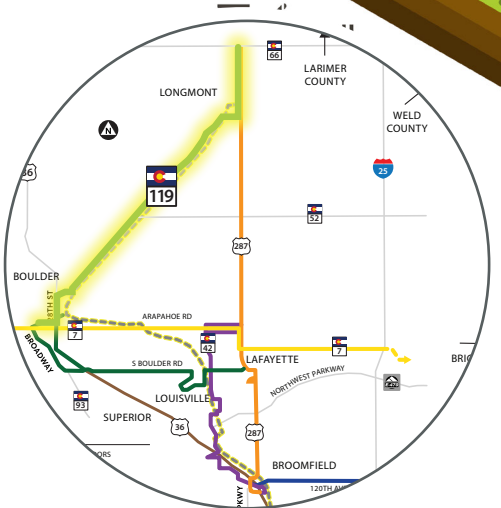 66
LARIMER
COUNTY
LONGMONT
WELD
COUNTY
N
36
25
119
52
287
BOULDER
28TH ST
ARAPAHOE RD
7
BROADWAY
42
7
S BOULDER RD
LAFAYETTE
NORTHWEST PARKWAY
93
LOUISVILLE
SUPERIOR
36
287
BROOMFIELD
120TH